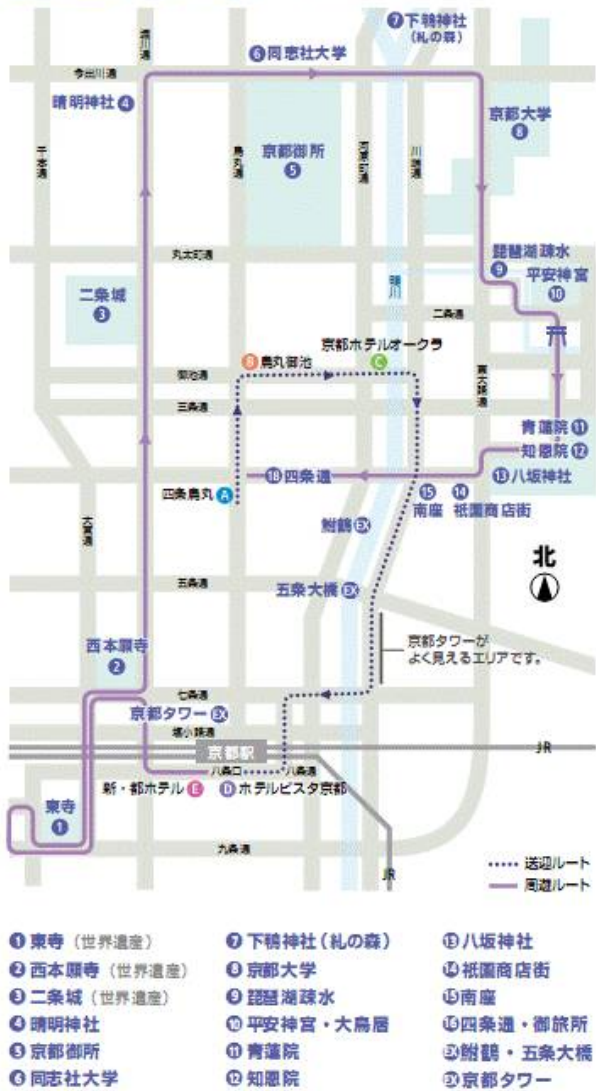 ⑦下鴨神社
(札の森)
堀川通
⑥同志社大学
今出川通
晴明神社④
京都大学
⑧
千本通
烏丸通
京都御所
⑤
河原町通
川端通
丸太町通
琵琶湖疏水
⑨
平安神宮
⑩
二条城
③
鴨川
二条通
京都ホテルオークラ
B 烏丸御池
C
御池通
東大路通
三条通
青蓮院⑪
知恩院⑫
⑱四条通
⑬八坂神社
四条烏丸 A
⑮ ⑭
南座 祇園商店街
大宮通
鮒鶴EX
北
五条通
五条大橋EX
京都タワーが
よく見えるエリアです。
西本願寺
②
七条通
京都タワーEX
塩小路通
京都駅
JR
八条口
八条通
新・都ホテル E
D ホテルビスタ京都
東寺
①
九条通
JR
送迎ルート
周遊ルート
①東寺(世界遺産)
②西本願寺(世界遺産)
③二条城(世界遺産)
④晴明神社
⑤京都御所
⑥同志社大学
⑦下鴨神社(札の森)
⑧京都大学
⑨琵琶湖疏水
⑩平安神宮・大鳥居
⑪青蓮院
⑫知恩院
⑬八坂神社
⑭祇園商店街
⑮南座
⑯四条通・御旅所
EX鮒鶴・五条大橋
EX京都タワー